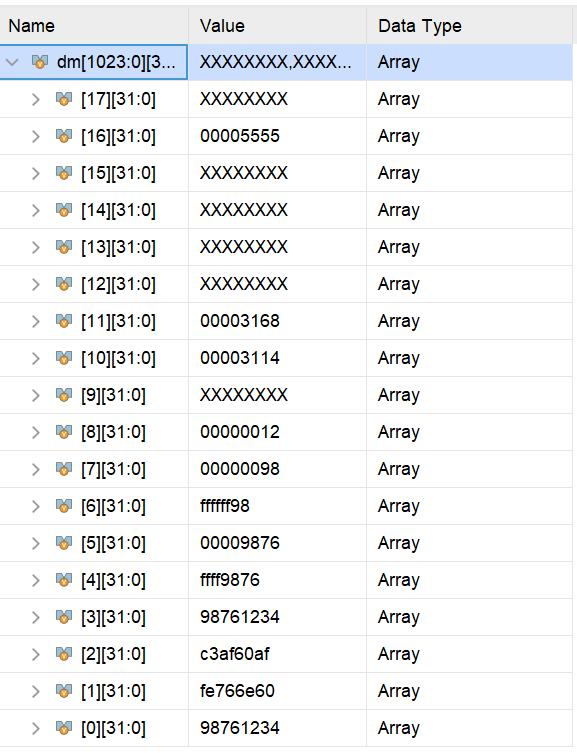 Name Value Data Type
dm[1023:0][3... XXXXXXXX,XXXX... Array
[17][31:0] XXXXXXXX Array
[16][31:0] 00005555 Array
[15][31:0] XXXXXXXX Array
[14][31:0] XXXXXXXX Array
[13][31:0] XXXXXXXX Array
[12][31:0] XXXXXXXX Array
[11][31:0] 00003168 Array
[10][31:0] 00003114 Array
[9][31:0] XXXXXXXX Array
[8][31:0] 00000012 Array
[7][31:0] 00000098 Array
[6][31:0] ffffff98 Array
[5][31:0] 00009876 Array
[4][31:0] ffff9876 Array
[3][31:0] 98761234 Array
[2][31:0] c3af60af Array
[1][31:0] fe766e60 Array
[0][31:0] 98761234 Array